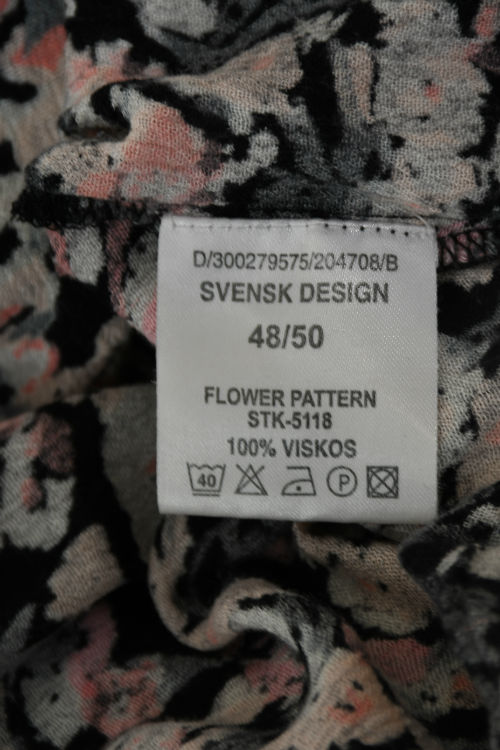 D/300279575/204708/B
SVENSK DESIGN
48/50
FLOWER PATTERN
STK-5118
100% VISKOS
40 P